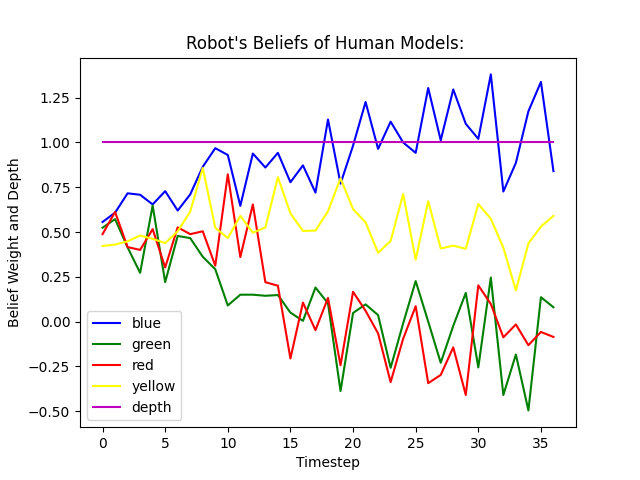 Robot's Beliefs of Human Models:
Belief Weight and Depth
1.25
1.00
0.75
0.50
0.25
0.00
−0.25
−0.50
blue
green
red
yellow
depth
0 5 10 15 20 25 30 35
Timestep